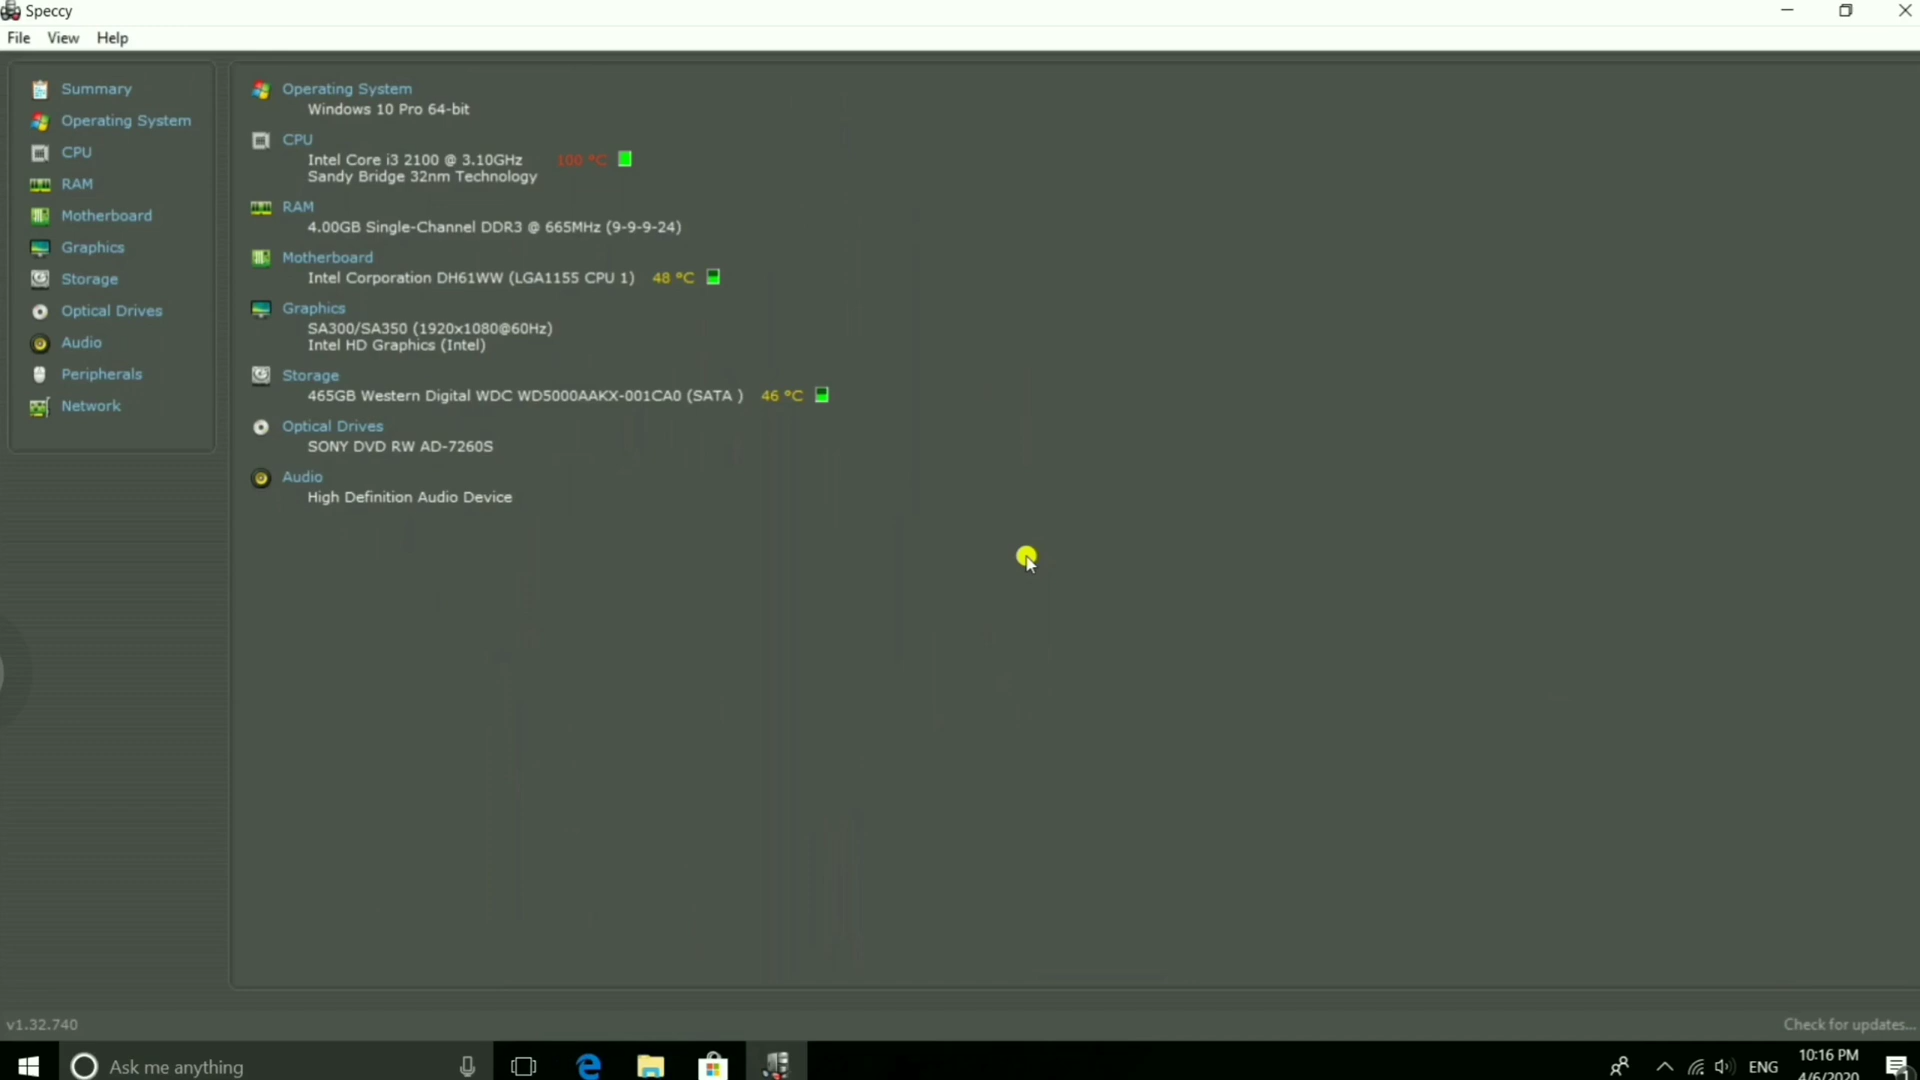 Speccy
File View Help
Summary
Operating System
CPU
RAM
Motherboard
Graphics
Storage
Optical Drives
Audio
Peripherals
Network
Operating System
Windows 10 Pro 64-bit
CPU
Intel Core i3 2100 @ 3.10GHz 100 °C
Sandy Bridge 32nm Technology
RAM
4.00GB Single-Channel DDR3 @ 665MHz (9-9-9-24)
Motherboard
Intel Corporation DH61WW (LGA1155 CPU 1) 48 °C
Graphics
SA300/SA350 (1920x1080@60Hz)
Intel HD Graphics (Intel)
Storage
465GB Western Digital WDC WD5000AAKX-001CA0 (SATA ) 46 °C
Optical Drives
SONY DVD RW AD-7260S
Audio
High Definition Audio Device
v1.32.740
Check for updates...
Ask me anything
ENG
10:16 PM
4/6/2020
1